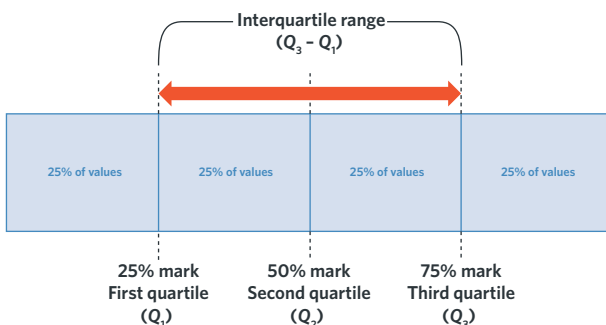 Interquartile range
(Q₃ – Q₁)
25% of values
25% of values
25% of values
25% of values
25% mark
First quartile
(Q₁)
50% mark
Second quartile
(Q₂)
75% mark
Third quartile
(Q₃)